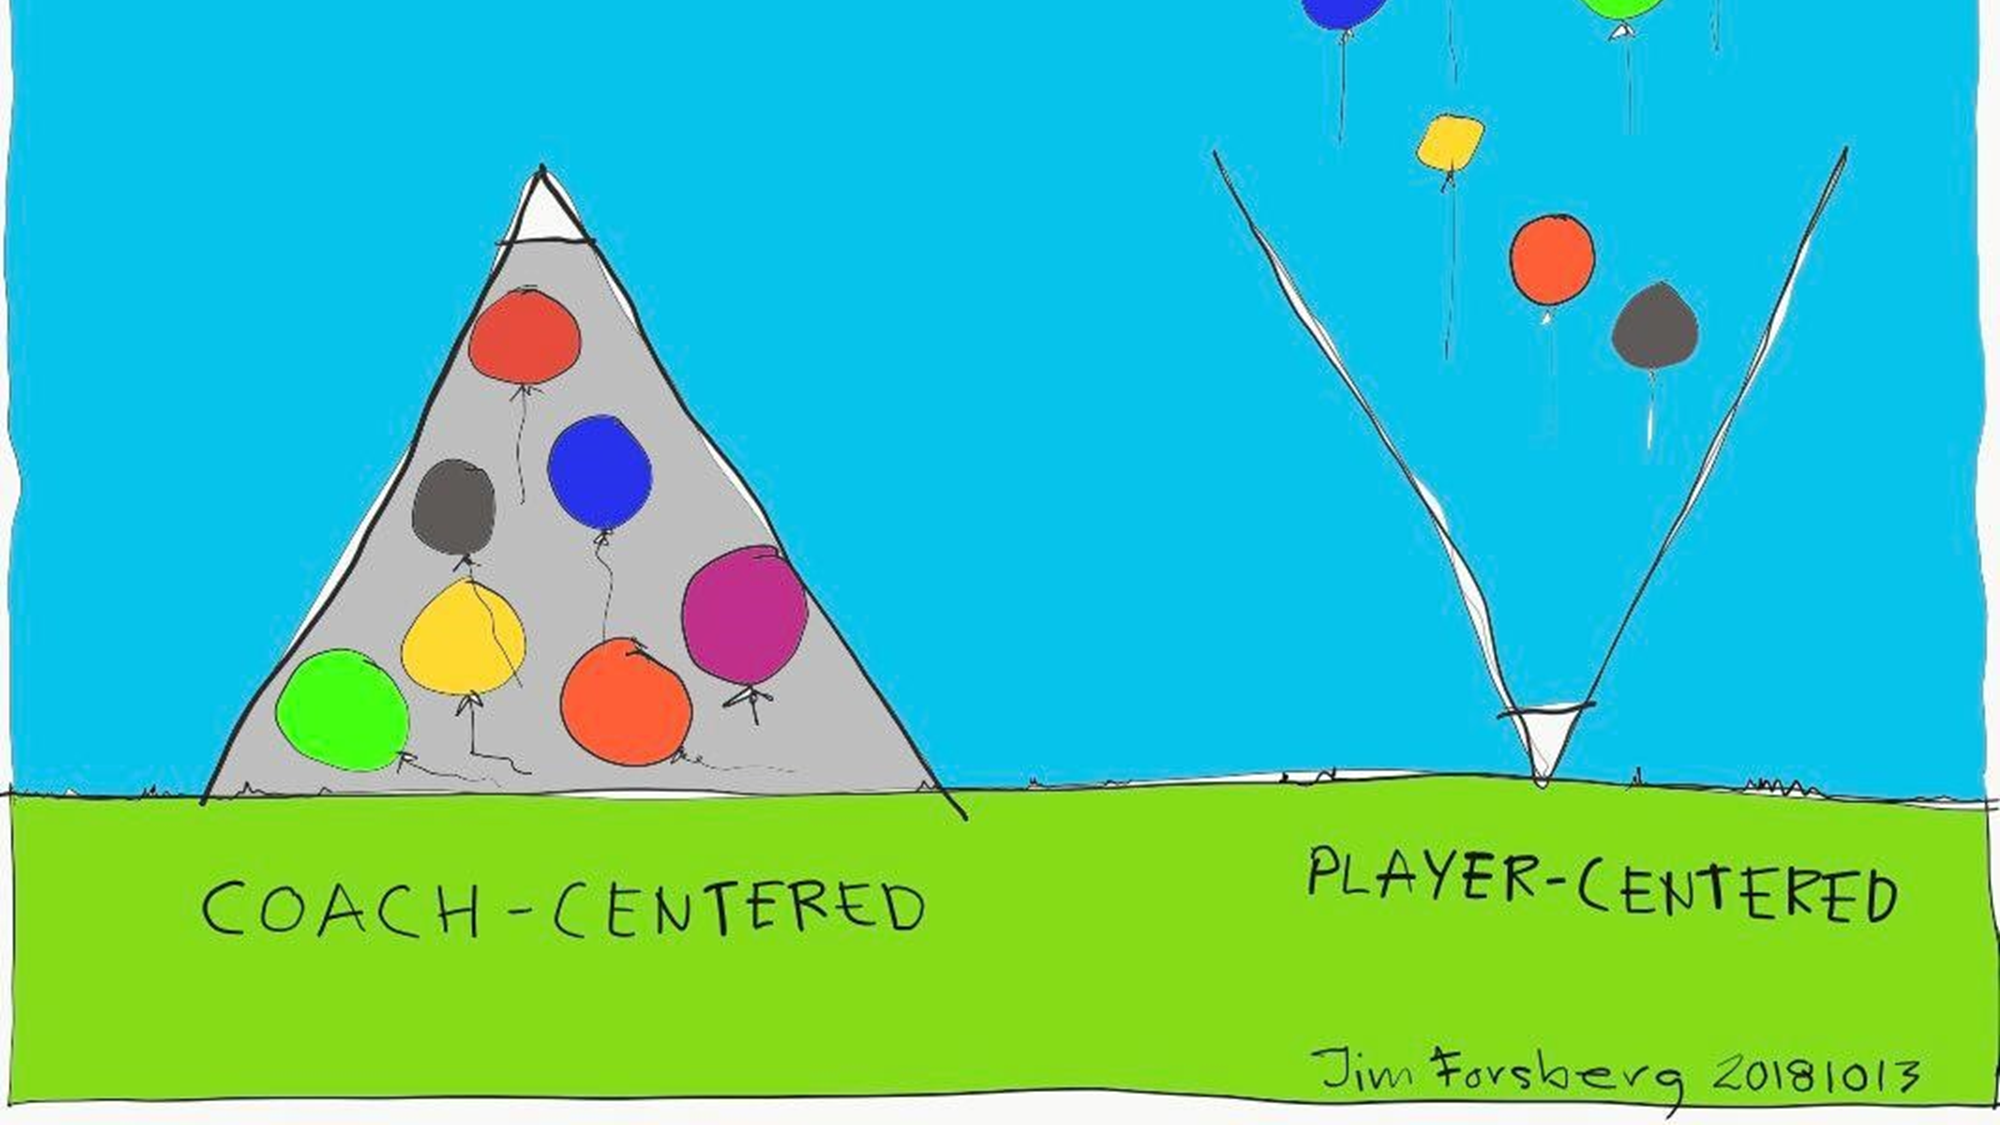 COACH-CENTERED
PLAYER-CENTERED
Jim Forsberg 20181013